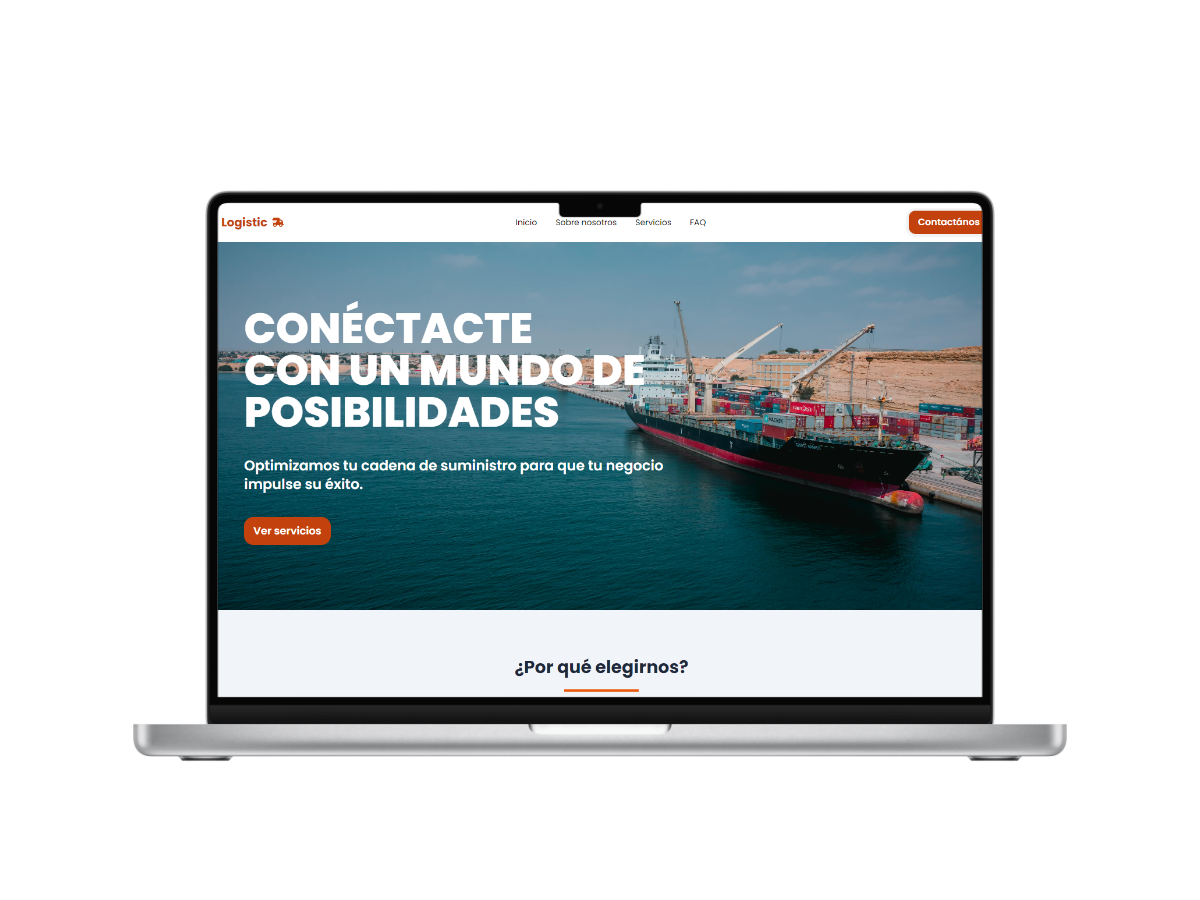 Logistic
Inicio Sobre nosotros Servicios FAQ
Contactános
CONÉCTACTE
CON UN MUNDO DE
POSIBILIDADES
Optimizamos tu cadena de suministro para que tu negocio
impulse su éxito.
Ver servicios
¿Por qué elegirnos?